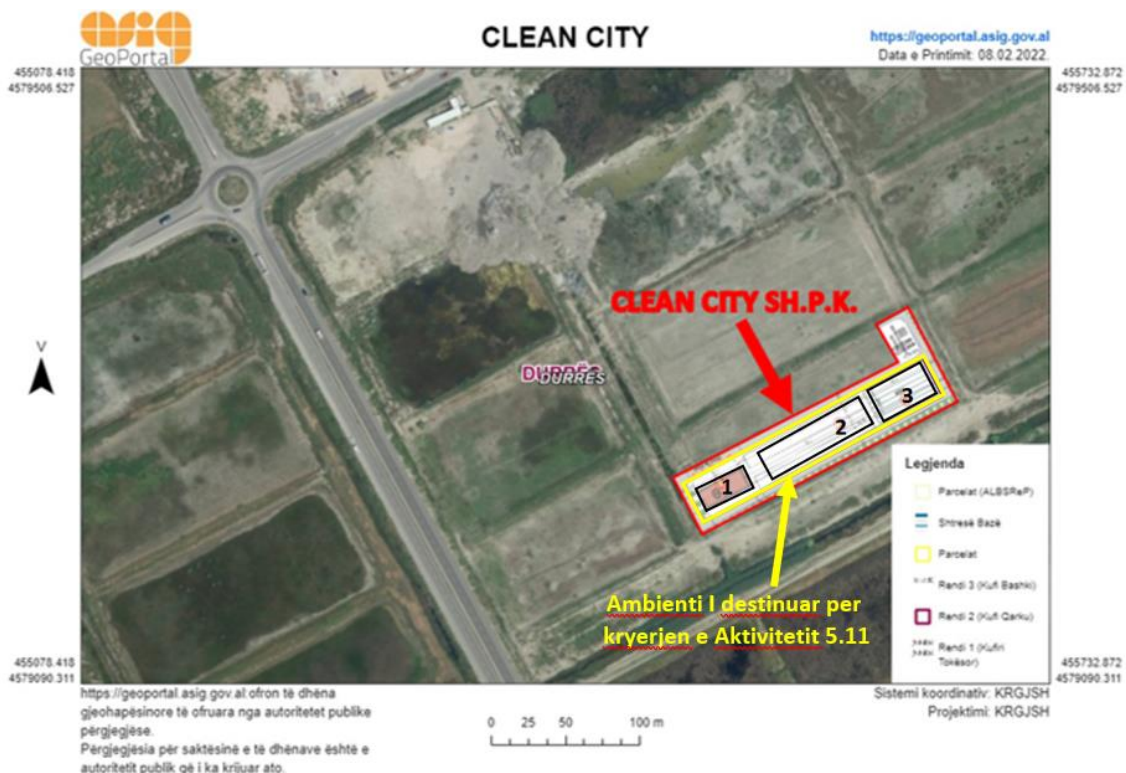 asig
GeoPortal
CLEAN CITY
https://geoportal.asig.gov.al
Data e Printimit: 08.02.2022.
455078.418
4579506.527
455732.872
4579506.527
CLEAN CITY SH.P.K.
DURRËS
DURRËS
V
1
2
3
Ambienti I destinuar per
kryerjen e Aktivitetit 5.11
Legjenda
Parcelat (ALBSReP)
Shtresë Bazë
Parcelat
Rendi 3 (Kufi Bashki)
Rendi 2 (Kufi Qarku)
Rendi 1 (Kufiri
Tokësor)
455078.418
4579090.311
455732.872
4579090.311
https://geoportal.asig.gov.al ofron të dhëna
gjeohapësinore të ofruara nga autoritetet publike
përgjegjëse.
Përgjegjësia për saktësinë e të dhënave është e
autoritetit publik që i ka krijuar ato.
0 25 50 100 m
Sistemi koordinativ: KRGJSH
Projektimi: KRGJSH